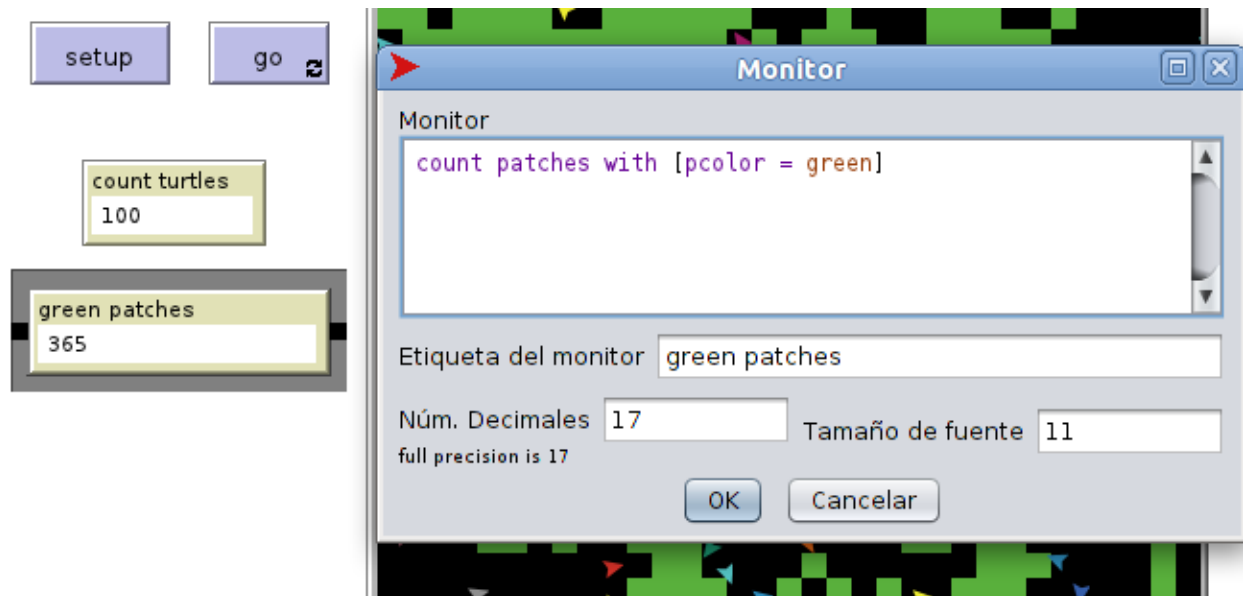 setup
go
count turtles
100
green patches
365
Monitor
Monitor
count patches with [pcolor = green]
Etiqueta del monitor green patches
Núm. Decimales 17 Tamaño de fuente 11
full precision is 17
OK Cancelar